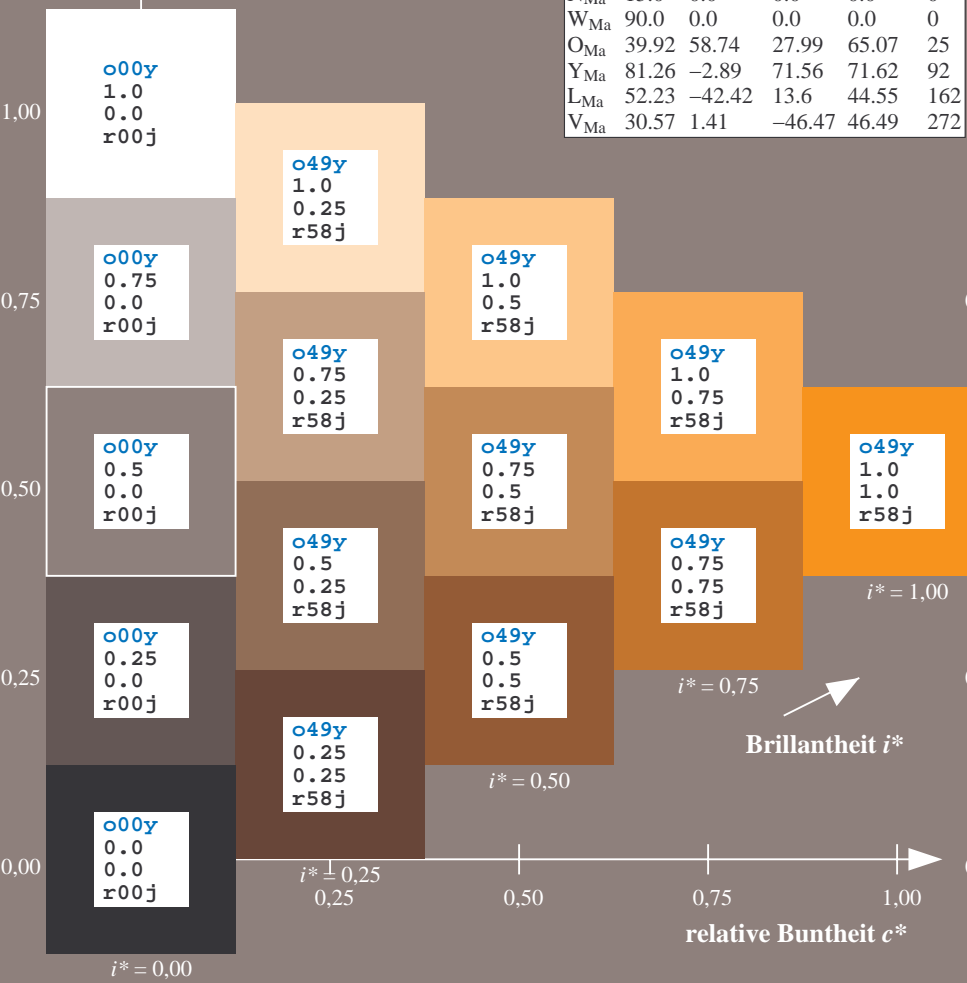 W Ma 90.0 0.0 0.0 0.0 0
O Ma 39.92 58.74 27.99 65.07 25
Y Ma 81.26 –2.89 71.56 71.62 92
L Ma 52.23 –42.42 13.6 44.55 162
V Ma 30.57 1.41 –46.47 46.49 272
1,00
o00y
1.0
0.0
r00j
o49y
1.0
0.25
r58j
0,75
o00y
0.75
0.0
r00j
o49y
1.0
0.5
r58j
o49y
0.75
0.25
r58j
o49y
1.0
0.75
r58j
0,50
o00y
0.5
0.0
r00j
o49y
0.75
0.5
r58j
o49y
1.0
1.0
r58j
i* = 1,00
o49y
0.5
0.25
r58j
o49y
0.75
0.75
r58j
i* = 0,75
0,25
o00y
0.25
0.0
r00j
o49y
0.5
0.5
r58j
i* = 0,50
Brillantheit i*
o49y
0.25
0.25
r58j
i* = 0,25
0,00
o00y
0.0
0.0
r00j
i* = 0,00
0,25 0,50 0,75 1,00
relative Buntheit c*